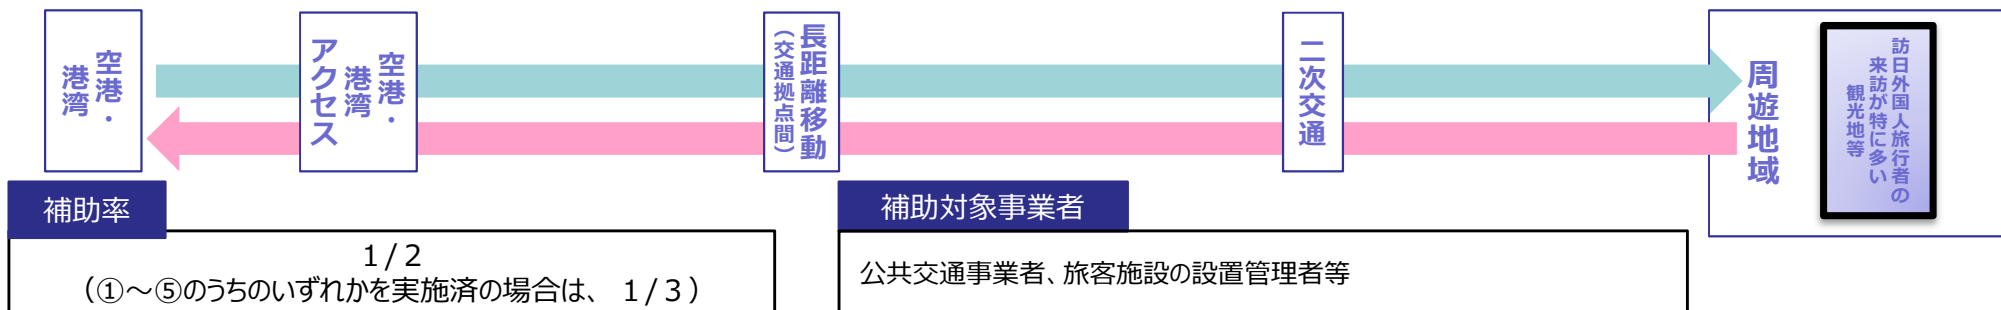 空港・
港湾
空港・
港湾
アクセス
長距離移動
（交通拠点間）
二次交通
周遊地域
訪日外国人旅行者の
来訪が特に多い
観光地等
補助率
１/２
（①～⑤のうちのいずれかを実施済の場合は、 １/３）
補助対象事業者
公共交通事業者、旅客施設の設置管理者等